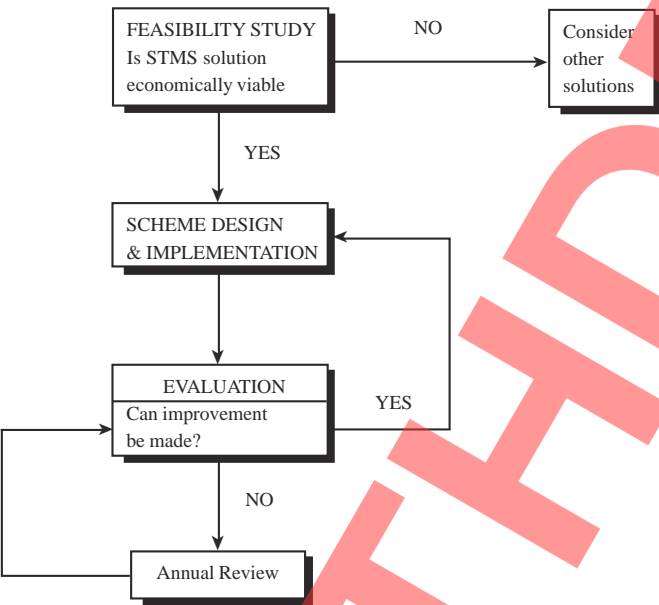 FEASIBILITY STUDY
Is STMS solution
economically viable
NO
Consider
other
solutions
YES
SCHEME DESIGN
& IMPLEMENTATION
EVALUATION
Can improvement
be made?
YES
NO
Annual Review